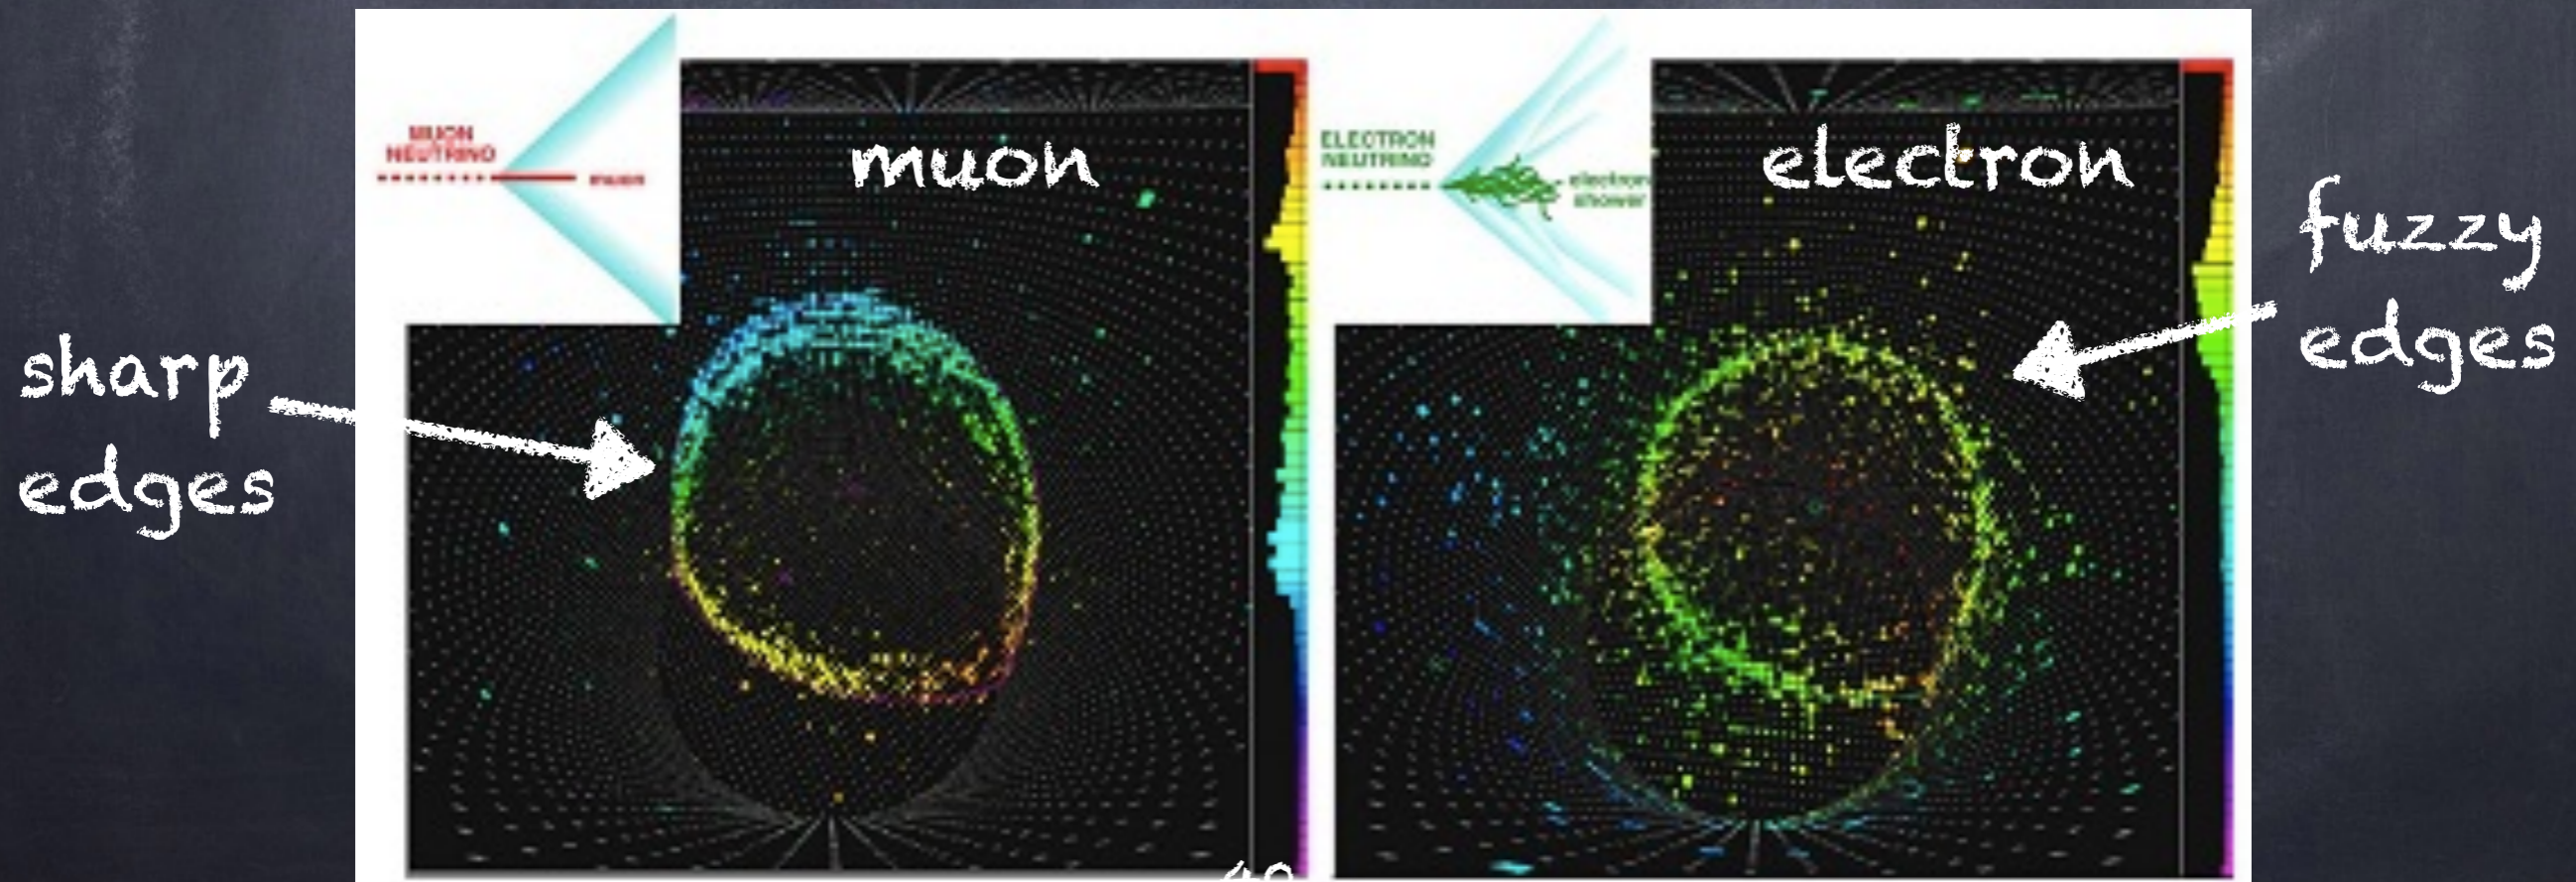 MUON
NEUTRINO
muon
muon
ELECTRON
NEUTRINO
electron
shower
electron
sharp
edges
fuzzy
edges